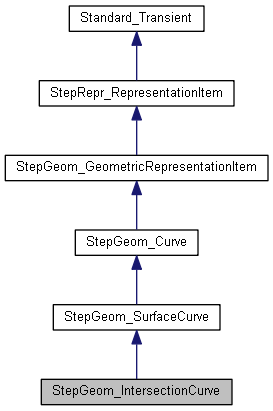 Standard_Transient
StepRepr_RepresentationItem
StepGeom_GeometricRepresentationItem
StepGeom_Curve
StepGeom_SurfaceCurve
StepGeom_IntersectionCurve